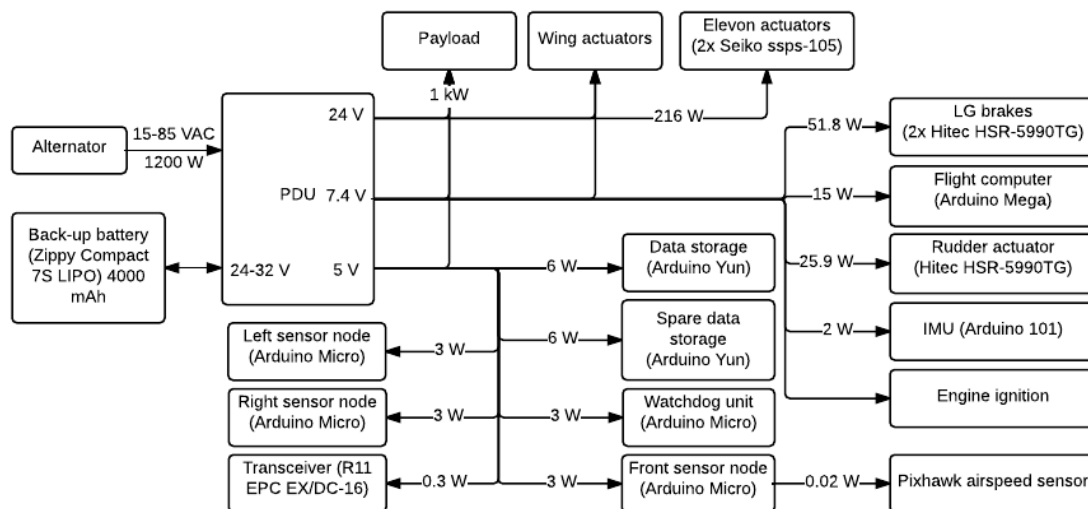 Payload
Wing actuators
Elevon actuators
(2x Seiko ssps-105)
1 kW
24 V
216 W
Alternator
15-85 VAC
1200 W
51.8 W
LG brakes
(2x Hitec HSR-5990TG)
PDU
7.4 V
15 W
Flight computer
(Arduino Mega)
Back-up battery
(Zippy Compact
7S LIPO) 4000
mAh
24-32 V
5 V
6 W
Data storage
(Arduino Yun)
25.9 W
Rudder actuator
(Hitec HSR-5990TG)
Left sensor node
(Arduino Micro)
3 W
6 W
Spare data
storage
(Arduino Yun)
2 W
IMU (Arduino 101)
Right sensor node
(Arduino Micro)
3 W
3 W
Watchdog unit
(Arduino Micro)
Engine ignition
Transceiver (R11
EPC EX/DC-16)
0.3 W
3 W
Front sensor node
(Arduino Micro)
0.02 W
Pixhawk airspeed sensor